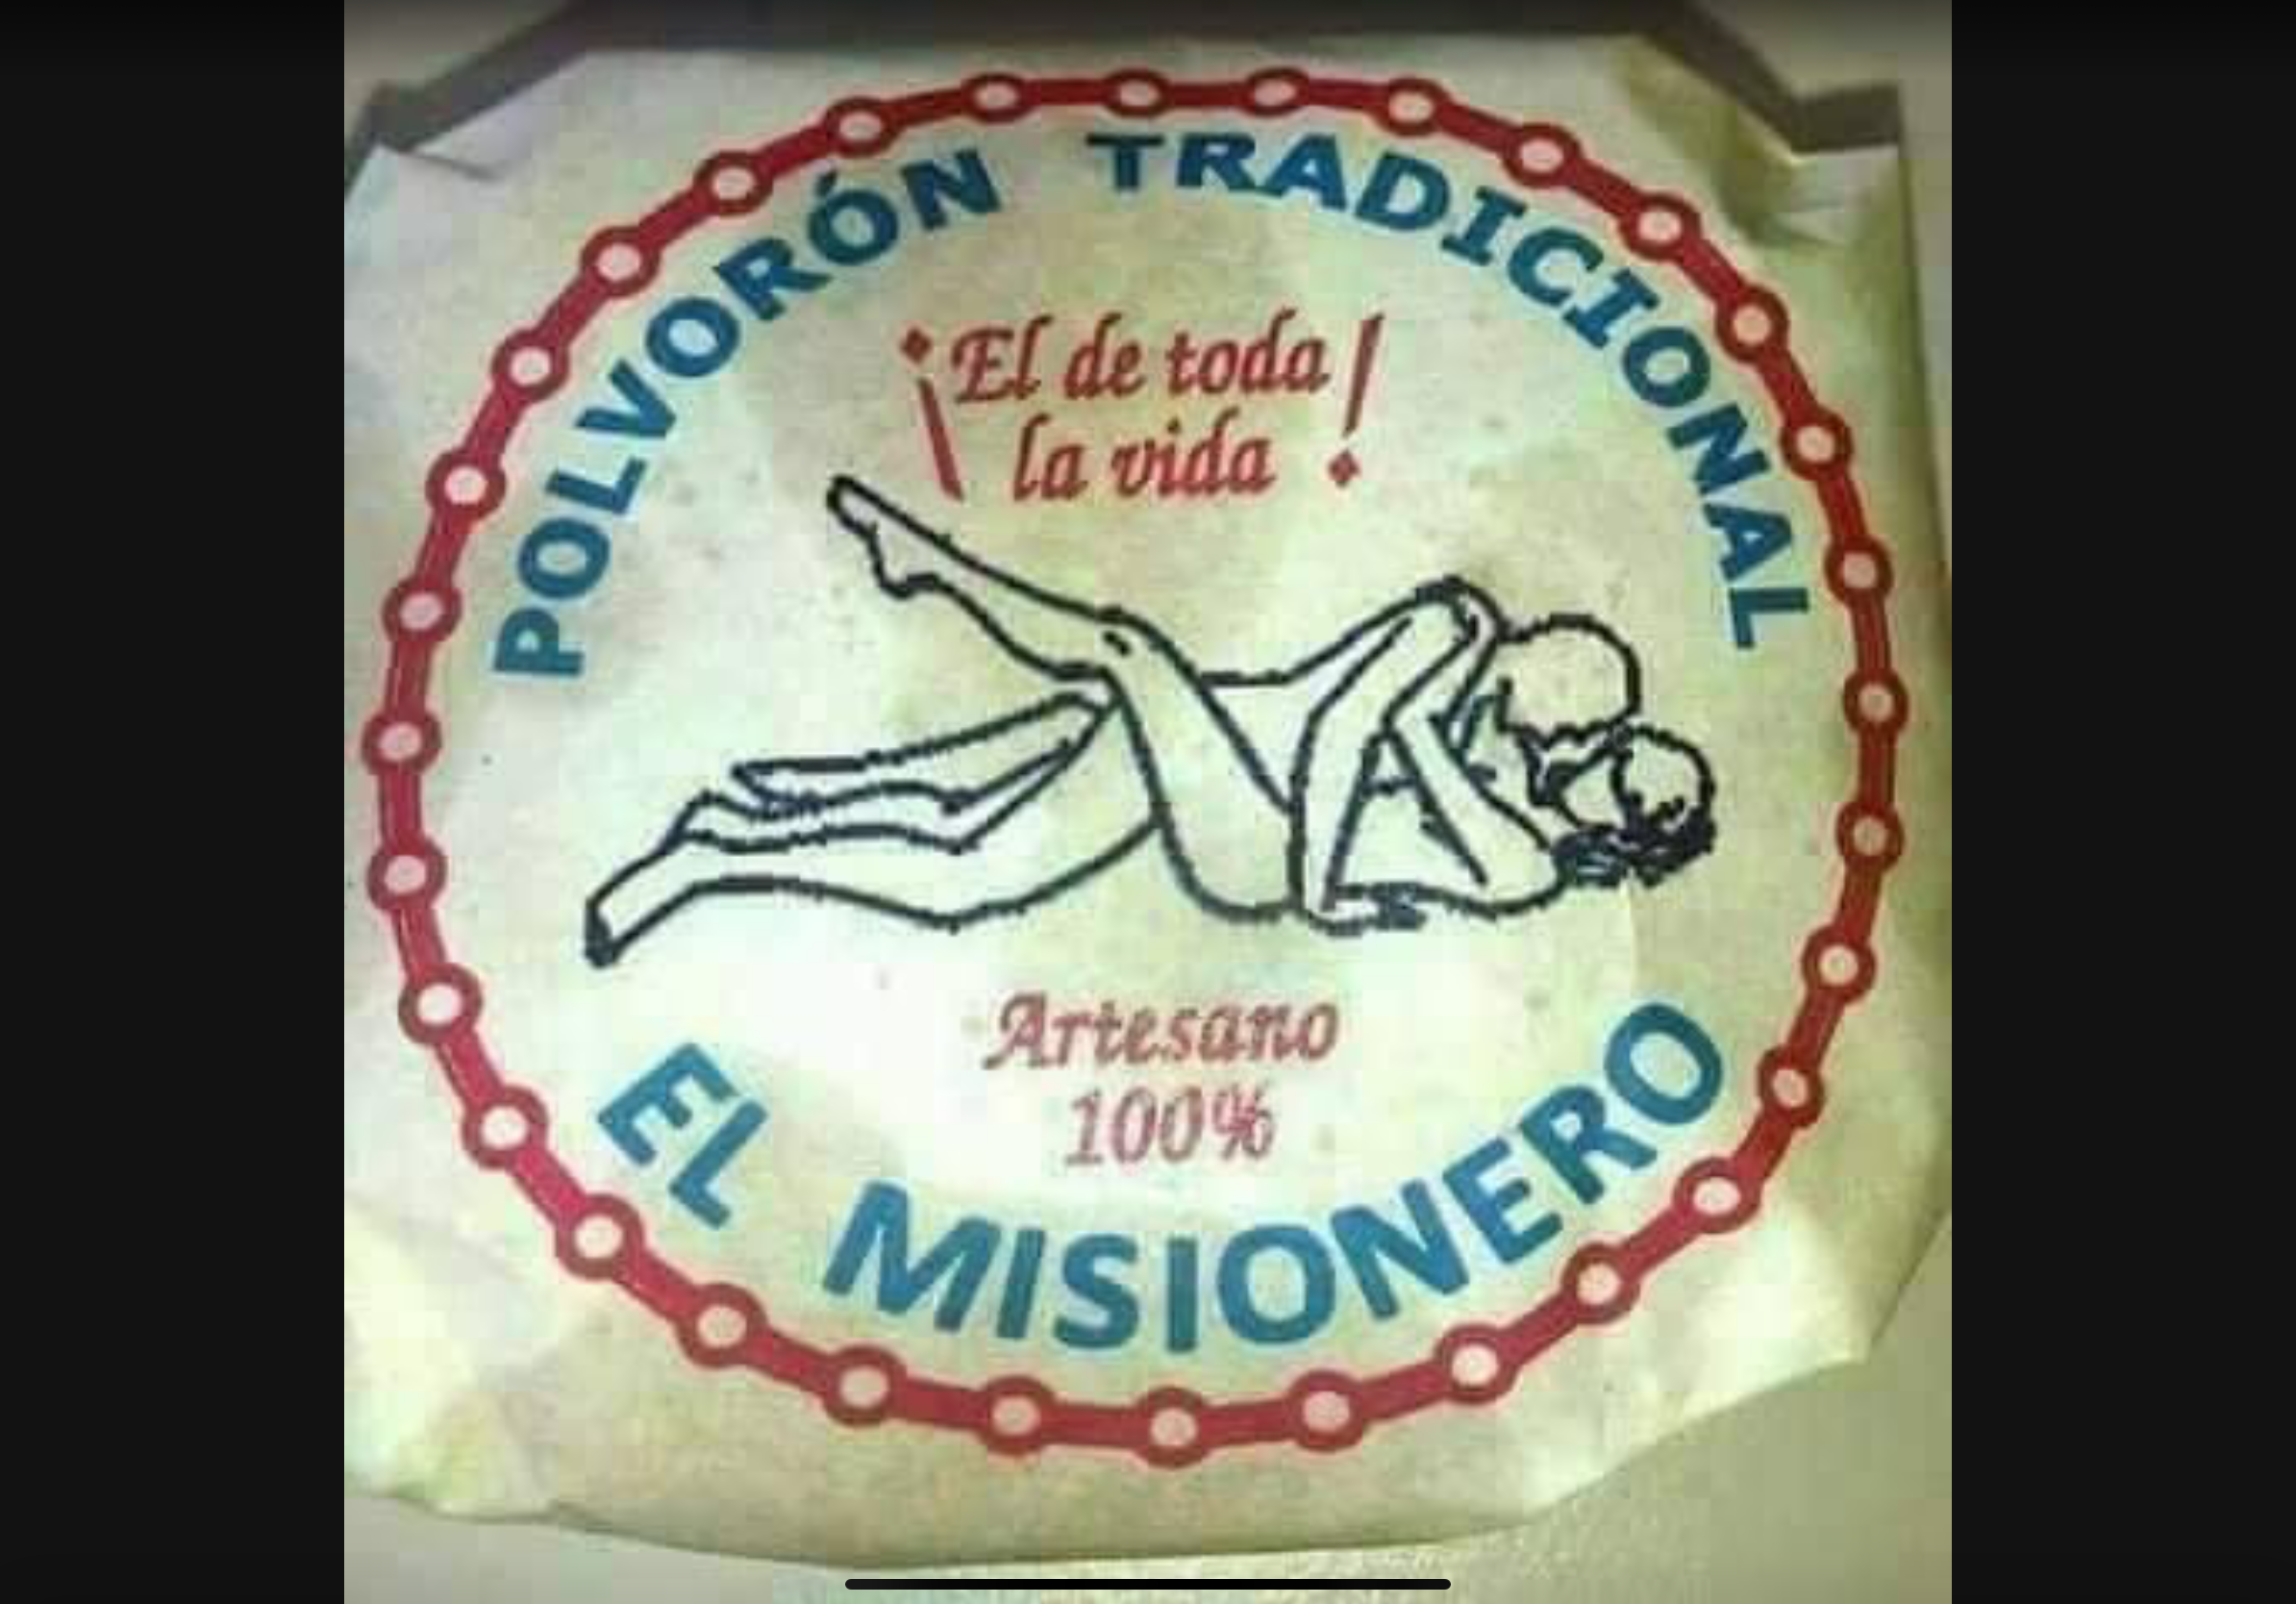 POLVORÓN TRADICIONAL
¡El de toda
la vida!
Artesano
100%
EL MISIONERO